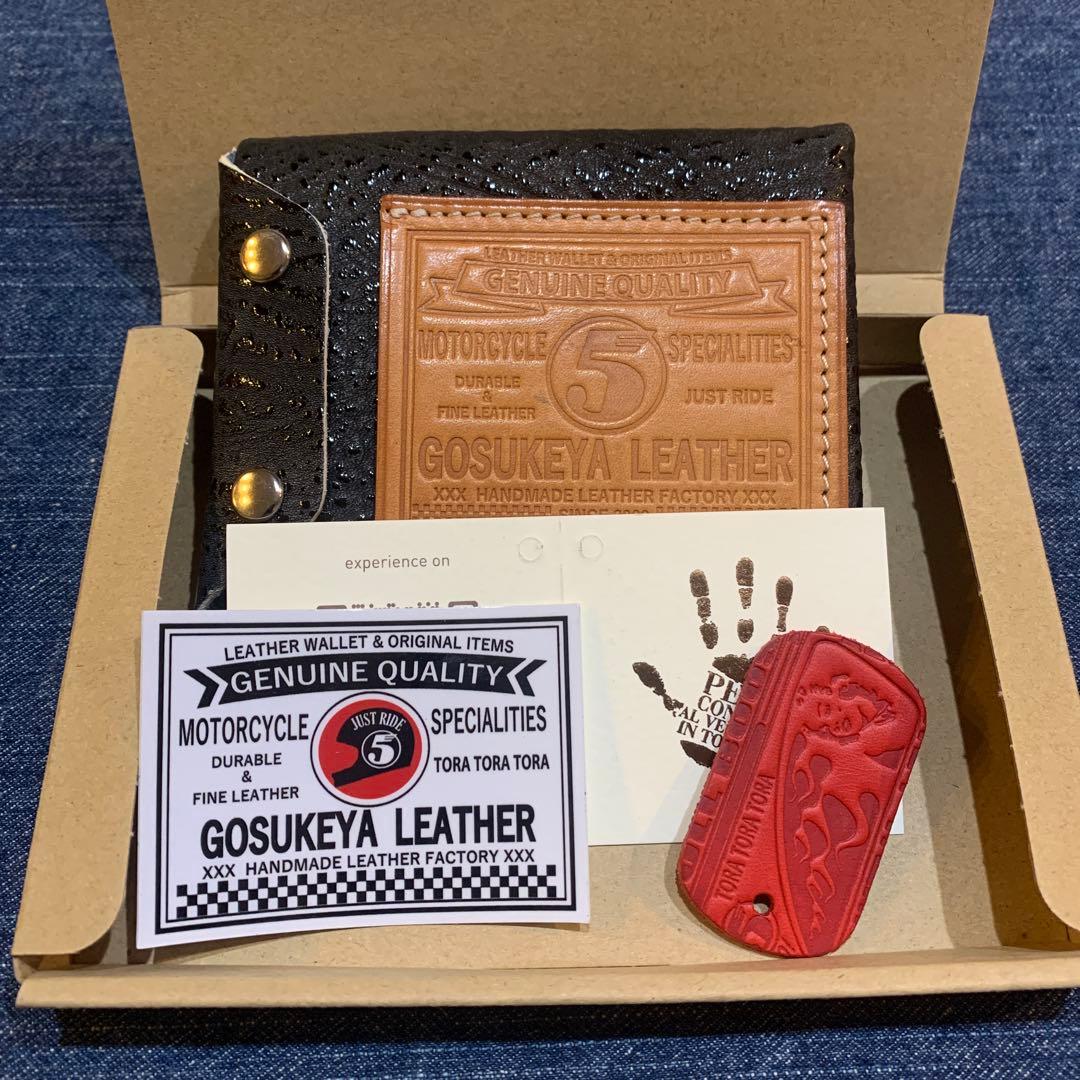 LEATHER WALLET & ORIGINAL ITEMS
GENUINE QUALITY
MOTORCYCLE
5
SPECIALITIES
DURABLE
&
FINE LEATHER
JUST RIDE
GOSUKEYA LEATHER
XXX HANDMADE LEATHER FACTORY XXX
experience on
IN TO
LEATHER WALLET & ORIGINAL ITEMS
GENUINE QUALITY
MOTORCYCLE
JUST RIDE
5
SPECIALITIES
DURABLE
&
FINE LEATHER
TORA TORA TORA
GOSUKEYA LEATHER
XXX HANDMADE LEATHER FACTORY XXX
TORA TORA TORA